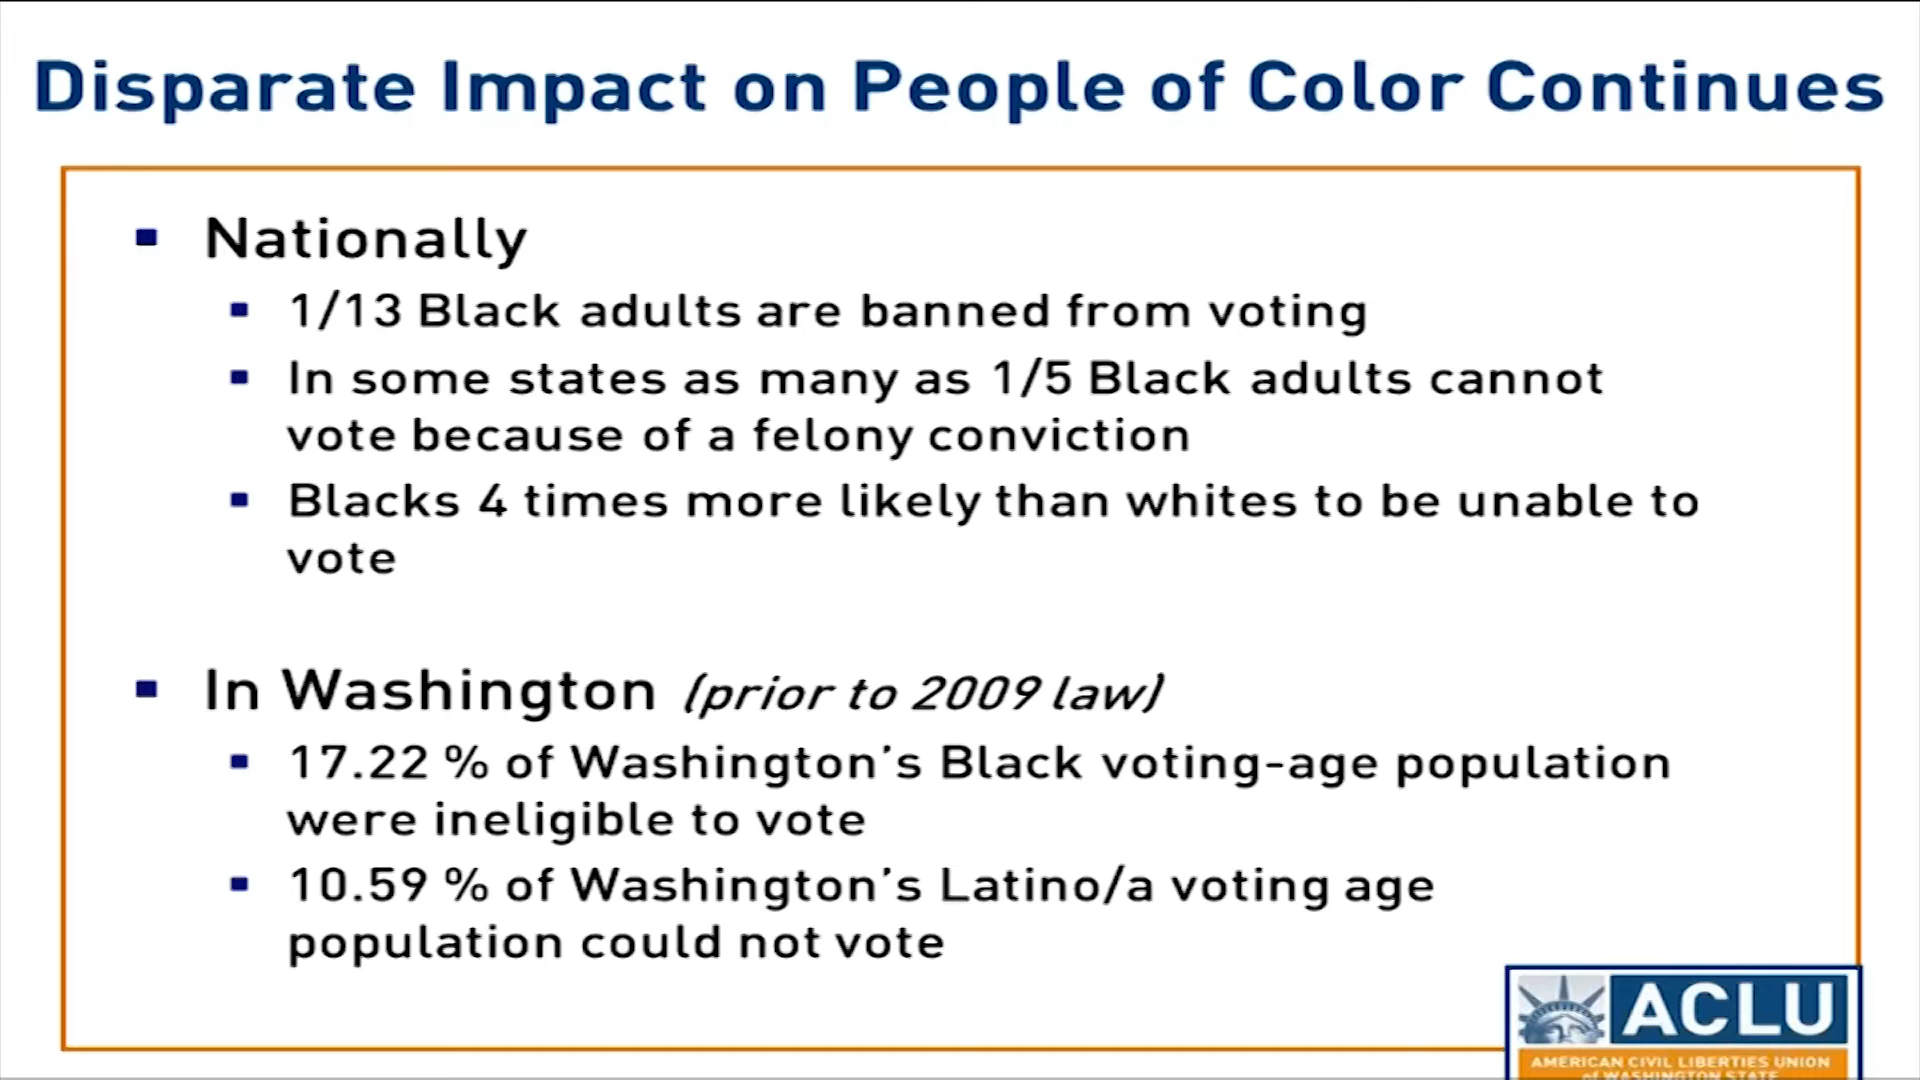 Disparate Impact on People of Color Continues
Nationally
1/13 Black adults are banned from voting
In some states as many as 1/5 Black adults cannot
vote because of a felony conviction
Blacks 4 times more likely than whites to be unable to
vote
In Washington (prior to 2009 law)
17.22 % of Washington’s Black voting-age population
were ineligible to vote
10.59 % of Washington’s Latino/a voting age
population could not vote
ACLU
AMERICAN CIVIL LIBERTIES UNION
of WASHINGTON STATE